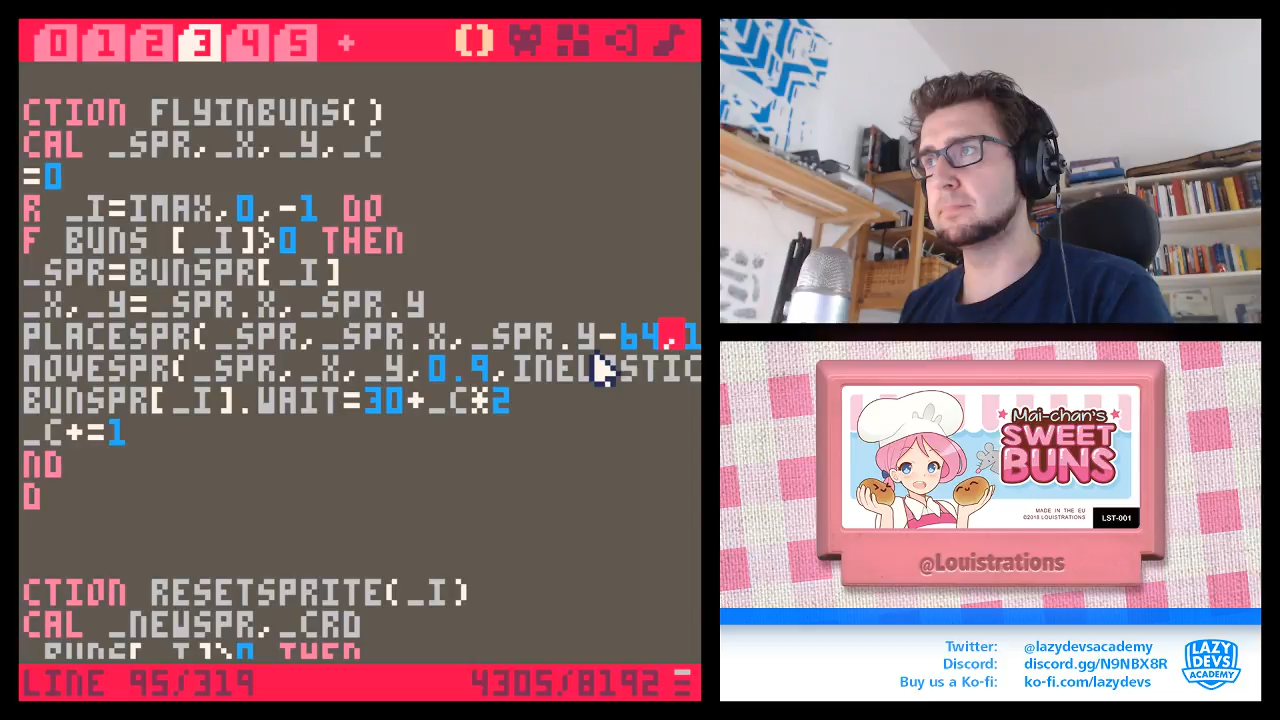 0 1 2 3 4 5 +
CTION FLYINBUNS()
CAL _SPR,_X,_Y,_C
=0
R _I=IMAX,0,-1 DO
F BUNS [_I]>0 THEN
_SPR=BUNSPR[_I]
_X,_Y=_SPR.X,_SPR.Y
PLACESPR(_SPR,_SPR.X,_SPR.Y-64,1
MOVESPR(_SPR,_X,_Y,0.9,
BUNSPR[_I].WAIT=30+_C*2
_C+=1
ND
D
CTION RESETSPRITE(_I)
CAL _NEWSPR,_CRD
BUNS[_I]>0 THEN
LINE 95/319
4305/8192
Mai-chan's
SWEET
BUNS
MADE IN THE EU
©2018 LOUISTRATIONS
LST-001
@Louistrations
Twitter: @lazydevsacademy
Discord: discord.gg/N9NBX8R
Buy us a Ko-fi: ko-fi.com/lazydevs
LAZY
DEVS
ACADEMY